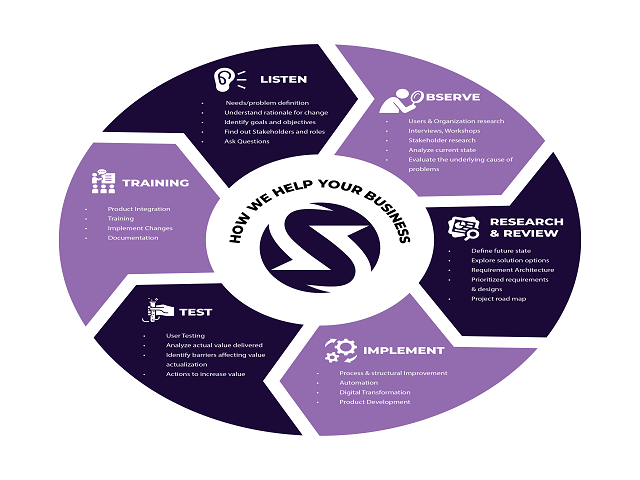 HOW WE HELP YOUR BUSINESS
LISTEN
• Needs/problem definition
• Understand rationale for change
• Identify goals and objectives
• Find out Stakeholders and roles
• Ask Questions
BSERVE
• Users & Organization research
• Interviews, Workshops
• Stakeholder research
• Analyze current state
• Evaluate the underlying cause of
problems
RESEARCH
& REVIEW
• Define future state
• Explore solution options
• Requirement Architecture
• Prioritized requirements
& designs
• Project road map
IMPLEMENT
• Process & structural Improvement
• Automation
• Digital Transformation
• Product Development
TEST
• User Testing
• Analyze actual value delivered
• Identify barriers affecting value
actualization
• Actions to increase value
TRAINING
• Product Integration
• Training
• Implement Changes
• Documentation